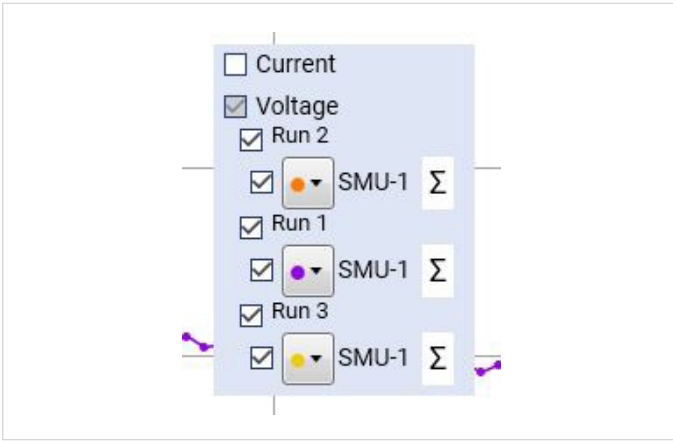 Current
Voltage
Run 2
SMU-1 Σ
Run 1
SMU-1 Σ
Run 3
SMU-1 Σ